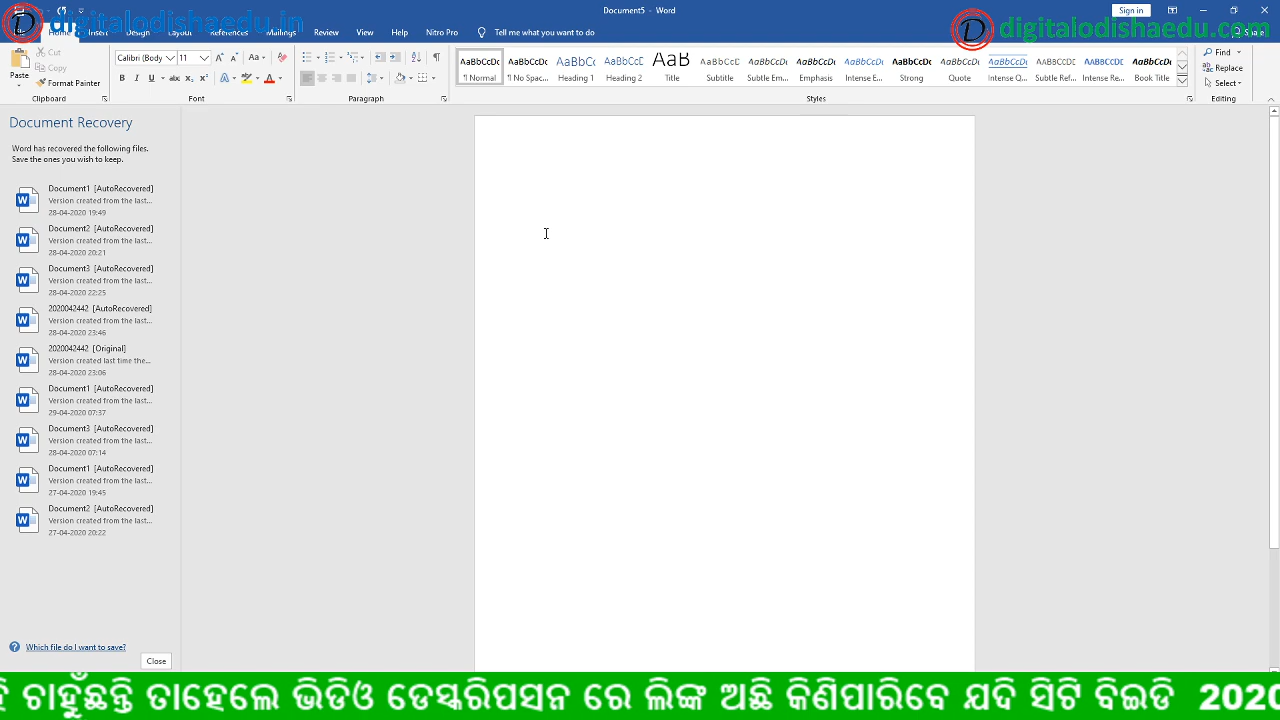 Document5 - Word
Sign in
digitalodishaedu.in
digitalodishaedu.com
Home Insert Design Layout References Mailings Review View Help Nitro Pro Tell me what you want to do Share
Paste
Cut
Copy
Format Painter
Clipboard
Calibri (Body
11
Font
Paragraph
AaBbCcDc AaBbCcDc AaBbCc AaBbCcC AaB AaBbCcD AaBbCcDc AaBbCcDc AaBbCcDc AaBbCcDc AaBbCcDc AaBbCcDc AABBCCDC AABBCCDC AaBbCcDc
¶ Normal ¶ No Spac... Heading 1 Heading 2 Title Subtitle Subtle Em... Emphasis Intense E... Strong Quote Intense Q... Subtle Ref... Intense Re... Book Title
Styles
Find
Replace
Select
Editing
Document Recovery
Word has recovered the following files.
Save the ones you wish to keep.
Document1 [AutoRecovered]
Version created from the last...
28-04-2020 19:49
Document2 [AutoRecovered]
Version created from the last...
28-04-2020 20:21
Document3 [AutoRecovered]
Version created from the last...
28-04-2020 22:25
2020042442 [AutoRecovered]
Version created from the last...
28-04-2020 23:46
2020042442 [Original]
Version created last time the...
28-04-2020 23:06
Document1 [AutoRecovered]
Version created from the last...
29-04-2020 07:37
Document3 [AutoRecovered]
Version created from the last...
28-04-2020 07:14
Document1 [AutoRecovered]
Version created from the last...
27-04-2020 19:45
Document2 [AutoRecovered]
Version created from the last...
27-04-2020 20:22
Which file do I want to save?
Close
ଚାହୁଁଛନ୍ତି ତାହେଲେ ଭିଡିଓ ଡେସ୍କରିପସନ ରେ ଲିଙ୍କ ଅଛି କିଣିପାରିବେ ଯଦି ସିଟି ବିଇଡି 2020